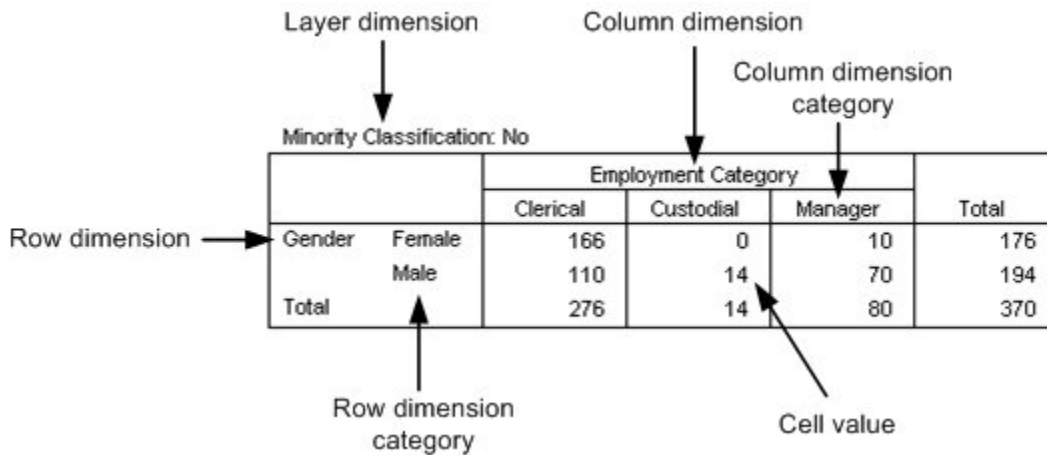 Layer dimension
Column dimension
Column dimension
category
Minority Classification: No
Employment Category
Clerical Custodial Manager Total
Row dimension
Gender Female 166 0 10 176
Male 110 14 70 194
Total 276 14 80 370
Row dimension
category
Cell value